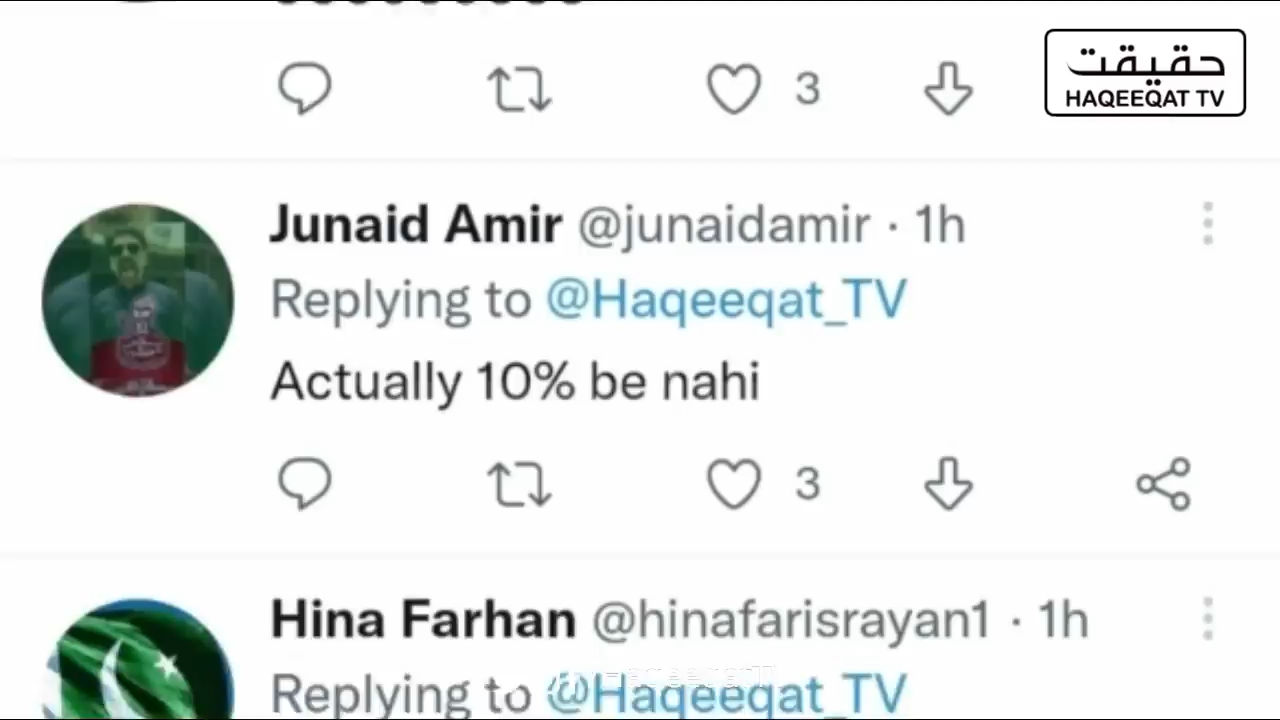 3
حقیقت
HAQEEQAT TV
Junaid Amir @junaidamir · 1h
Replying to @Haqeeqat_TV
Actually 10% be nahi
3
Hina Farhan @hinafarisrayan1 · 1h
Replying to @Haqeeqat_TV